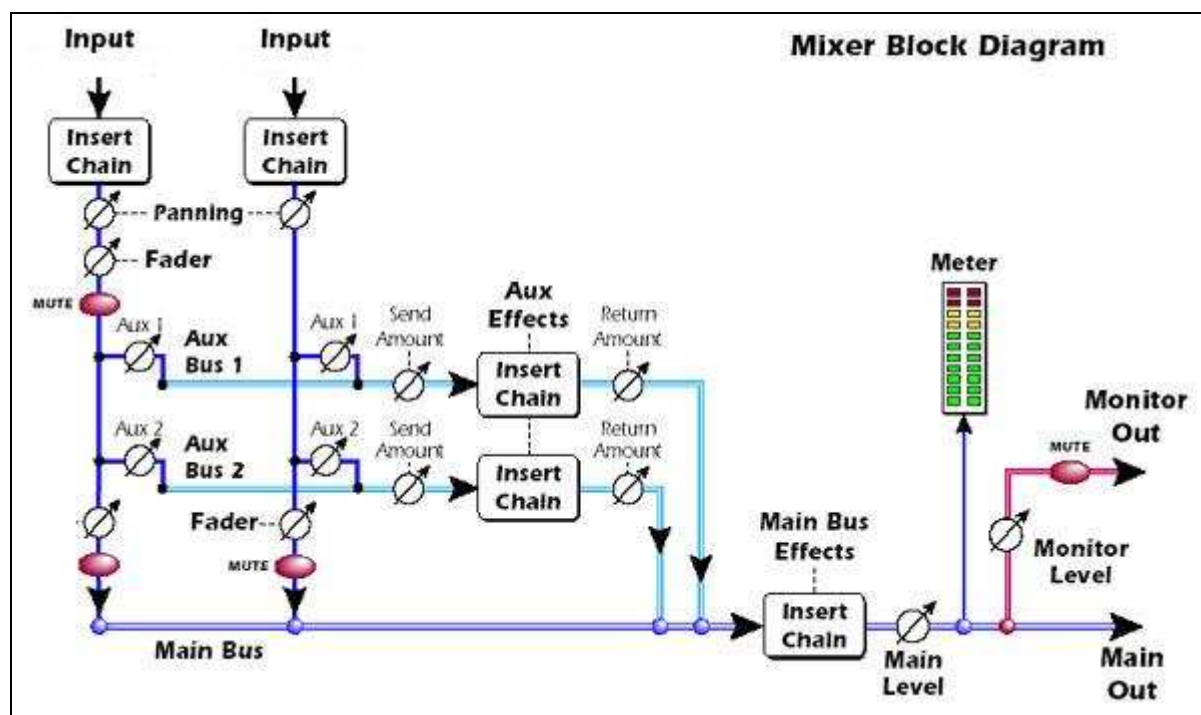 Input
Input
Mixer Block Diagram
Insert
Chain
Insert
Chain
Panning
Fader
MUTE
Aux 1
Aux
Bus 1
Aux 1
Send
Amount
Aux
Effects
Insert
Chain
Return
Amount
Meter
Aux 2
Aux
Bus 2
Aux 2
Send
Amount
Insert
Chain
Return
Amount
Monitor
Out
MUTE
Fader
MUTE
Main Bus
Effects
Insert
Chain
Monitor
Level
Main Bus
Main
Level
Main
Out